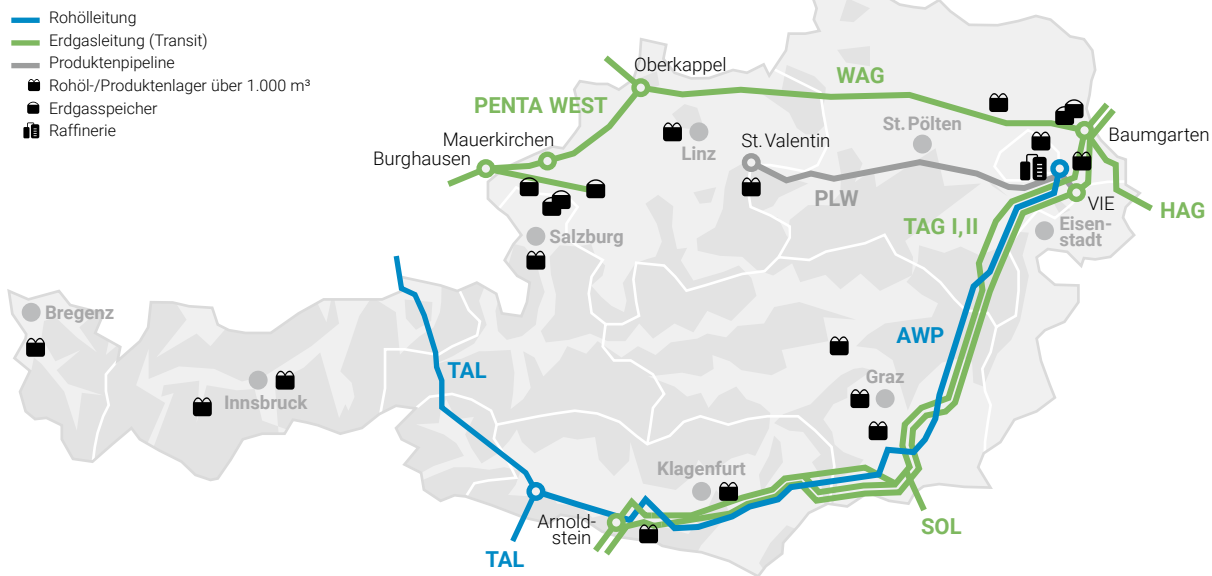 Rohölleitung
Erdgasleitung (Transit)
Produktenpipeline
Rohöl-/Produktenlager über 1.000 m³
Erdgasspeicher
Raffinerie
Oberkappel
WAG
PENTA WEST
Mauerkirchen
Burghausen
Linz
St. Valentin
St. Pölten
Baumgarten
PLW
VIE
HAG
TAG I, II
Eisen-
stadt
Salzburg
Bregenz
AWP
TAL
Graz
Innsbruck
Klagenfurt
Arnold-
stein
SOL
TAL